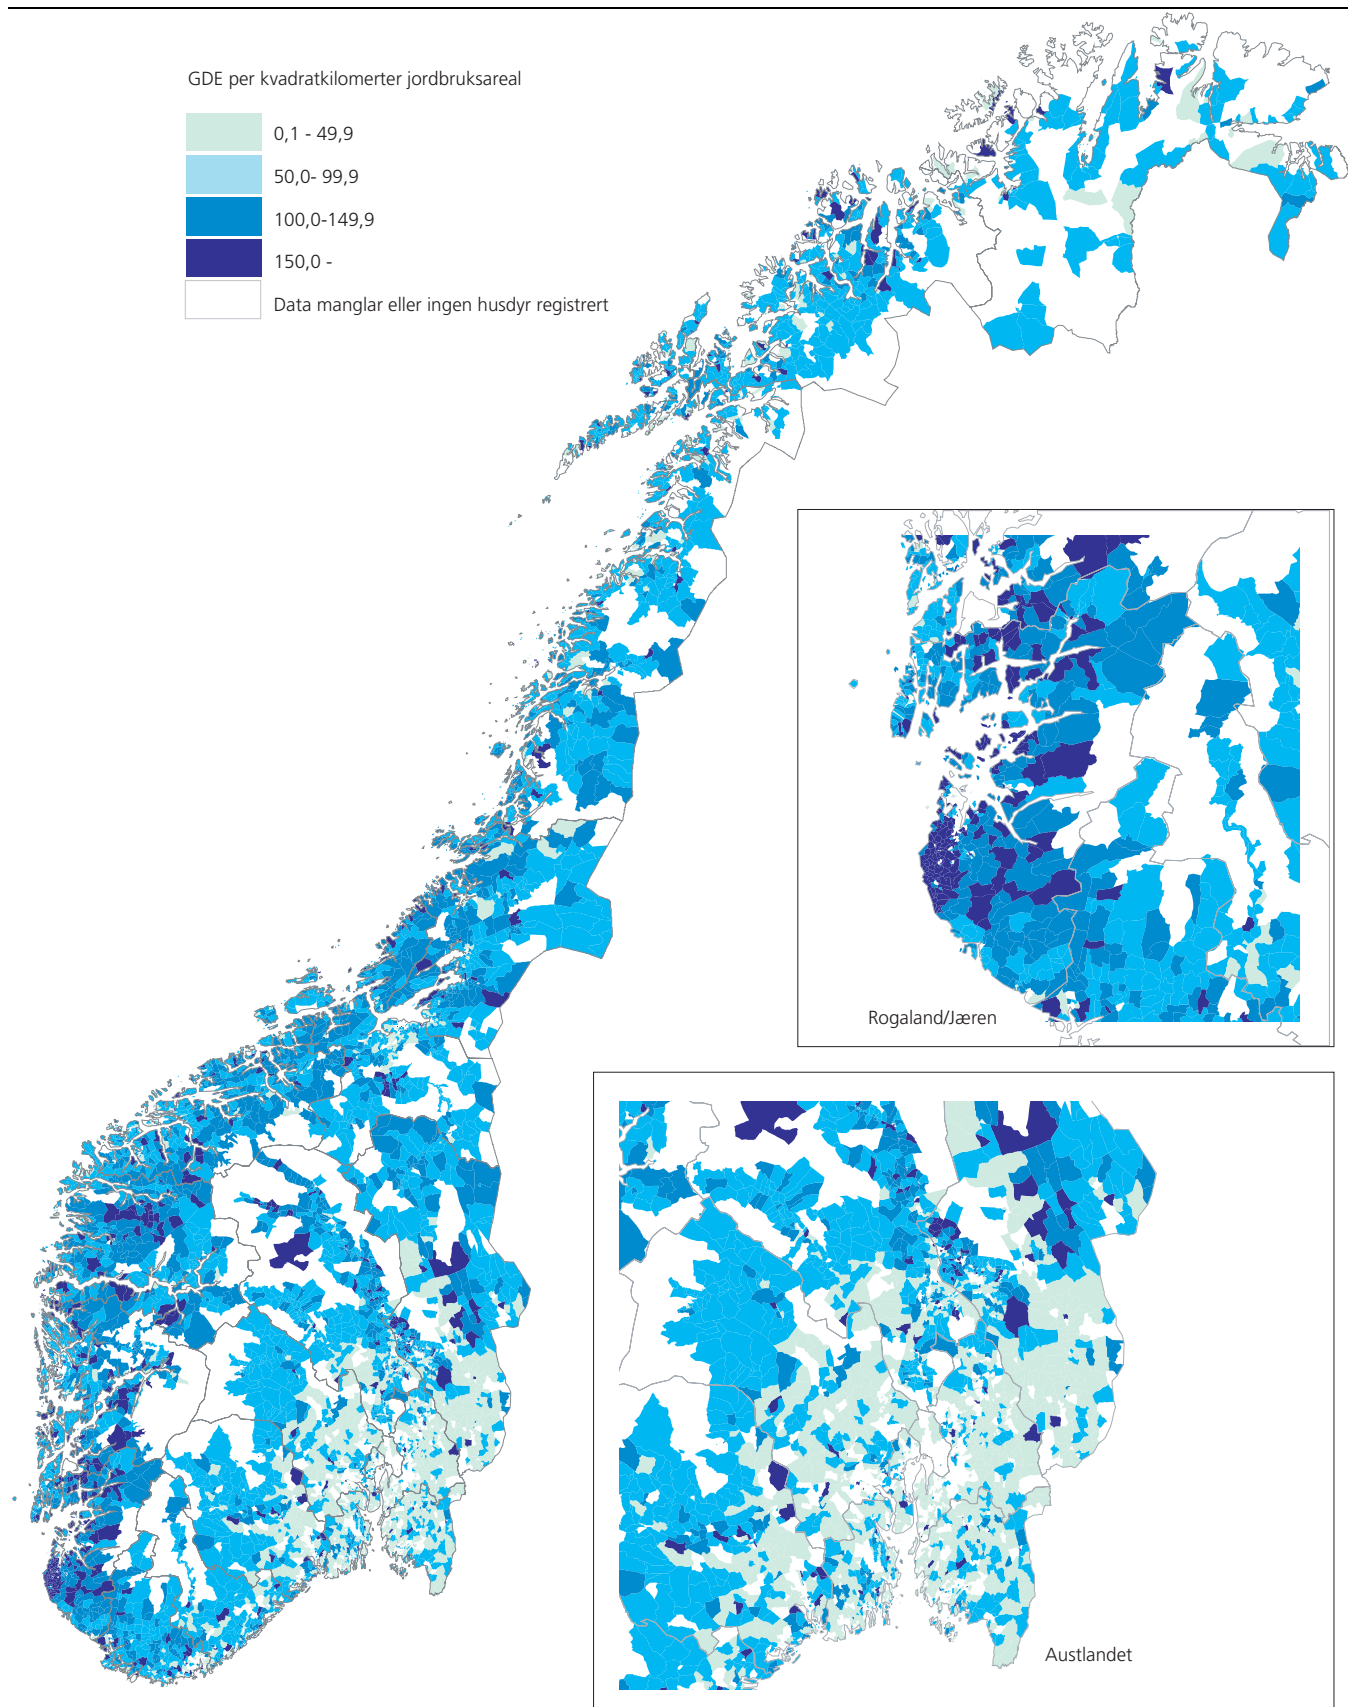 GDE per kvadratkilomerter jordbruksareal
0,1 - 49,9
50,0- 99,9
100,0-149,9
150,0 -
Data manglar eller ingen husdyr registrert
Rogaland/Jæren
Austlandet